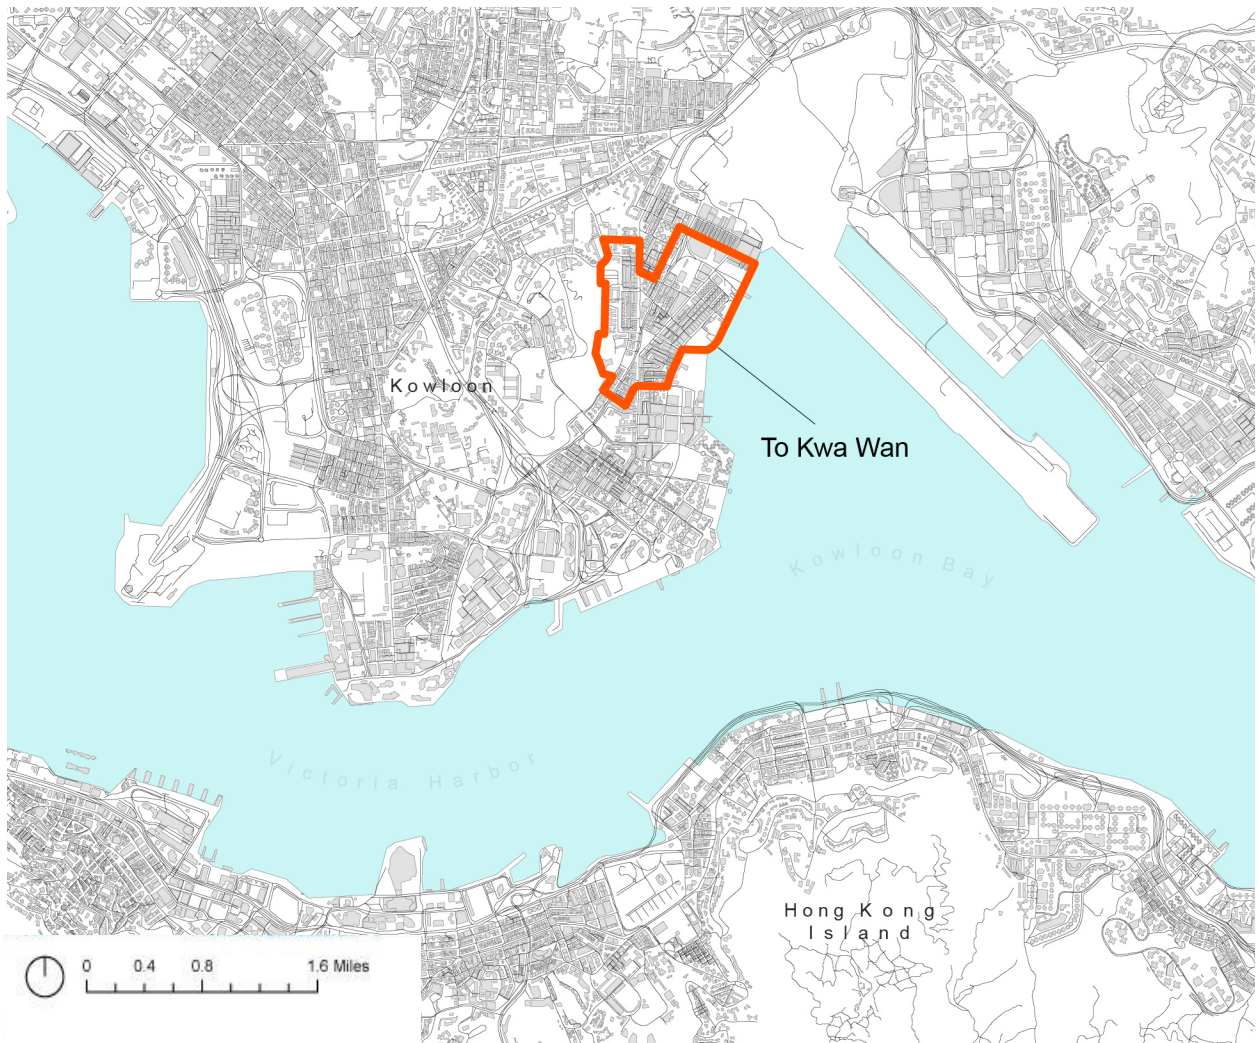 Kowloon
To Kwa Wan
Kowloon Bay
Victoria Harbor
Hong Kong
Island
0 0.4 0.8 1.6 Miles